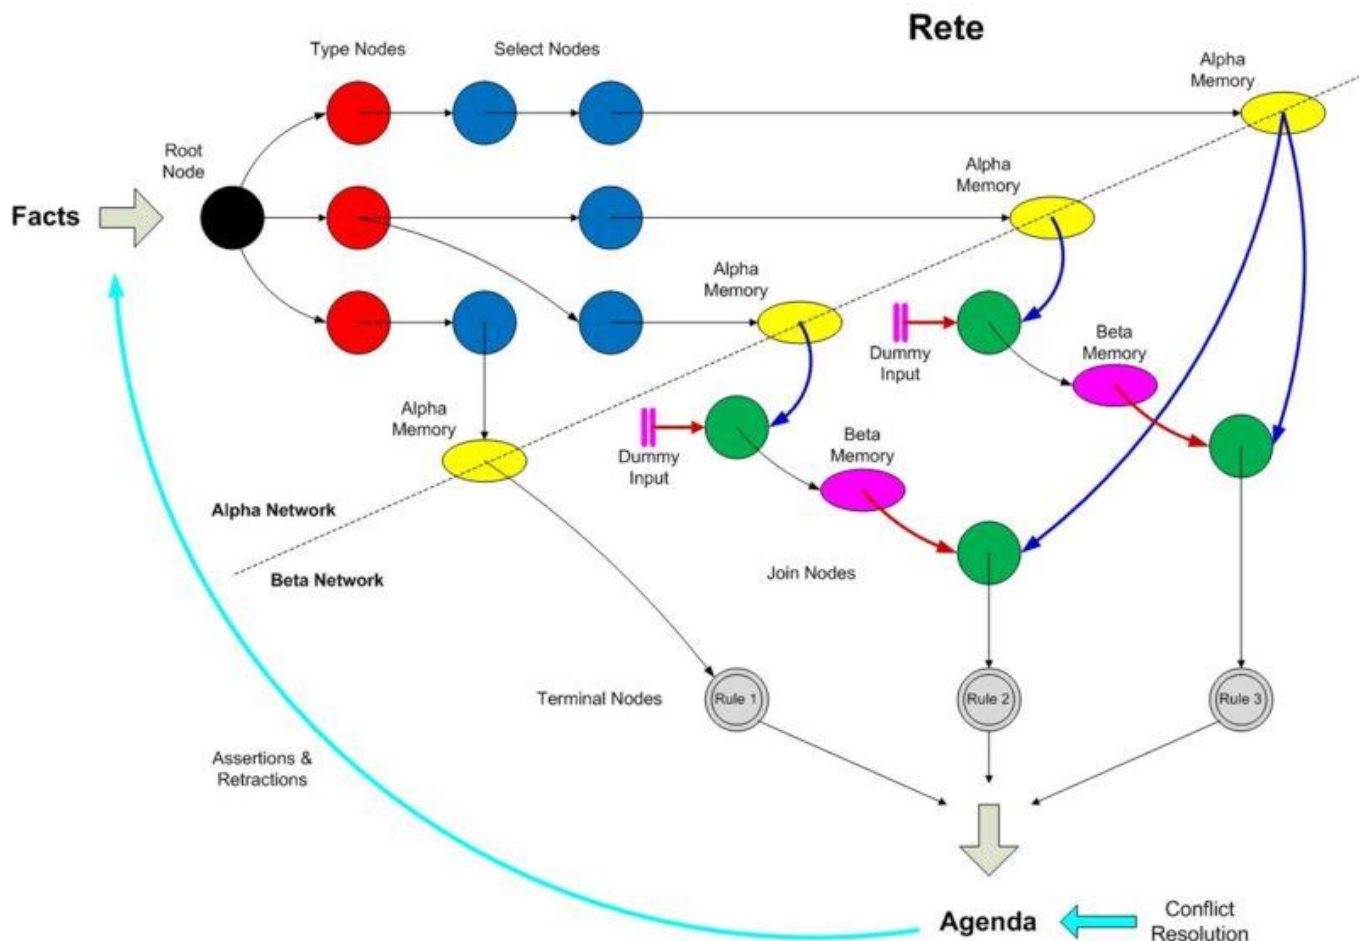 Rete
Type Nodes
Select Nodes
Alpha
Memory
Root
Node
Alpha
Memory
Facts
Alpha
Memory
Beta
Memory
Dummy
Input
Alpha
Memory
Beta
Memory
Dummy
Input
Alpha Network
Beta Network
Join Nodes
Terminal Nodes
Rule 1
Rule 2
Rule 3
Assertions &
Retractions
Agenda
Conflict
Resolution